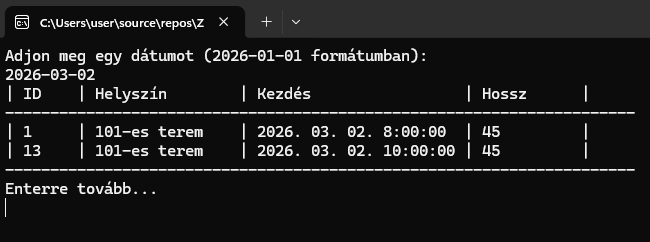 C:\Users\user\source\repos\Z
Adjon meg egy dátumot (2026-01-01 formátumban):
2026-03-02
| ID | Helyszín | Kezdés | Hossz |
----------------------------------------------------------------------
| 1 | 101-es terem | 2026. 03. 02. 8:00:00 | 45 |
| 13 | 101-es terem | 2026. 03. 02. 10:00:00 | 45 |
----------------------------------------------------------------------
Enterre tovább...